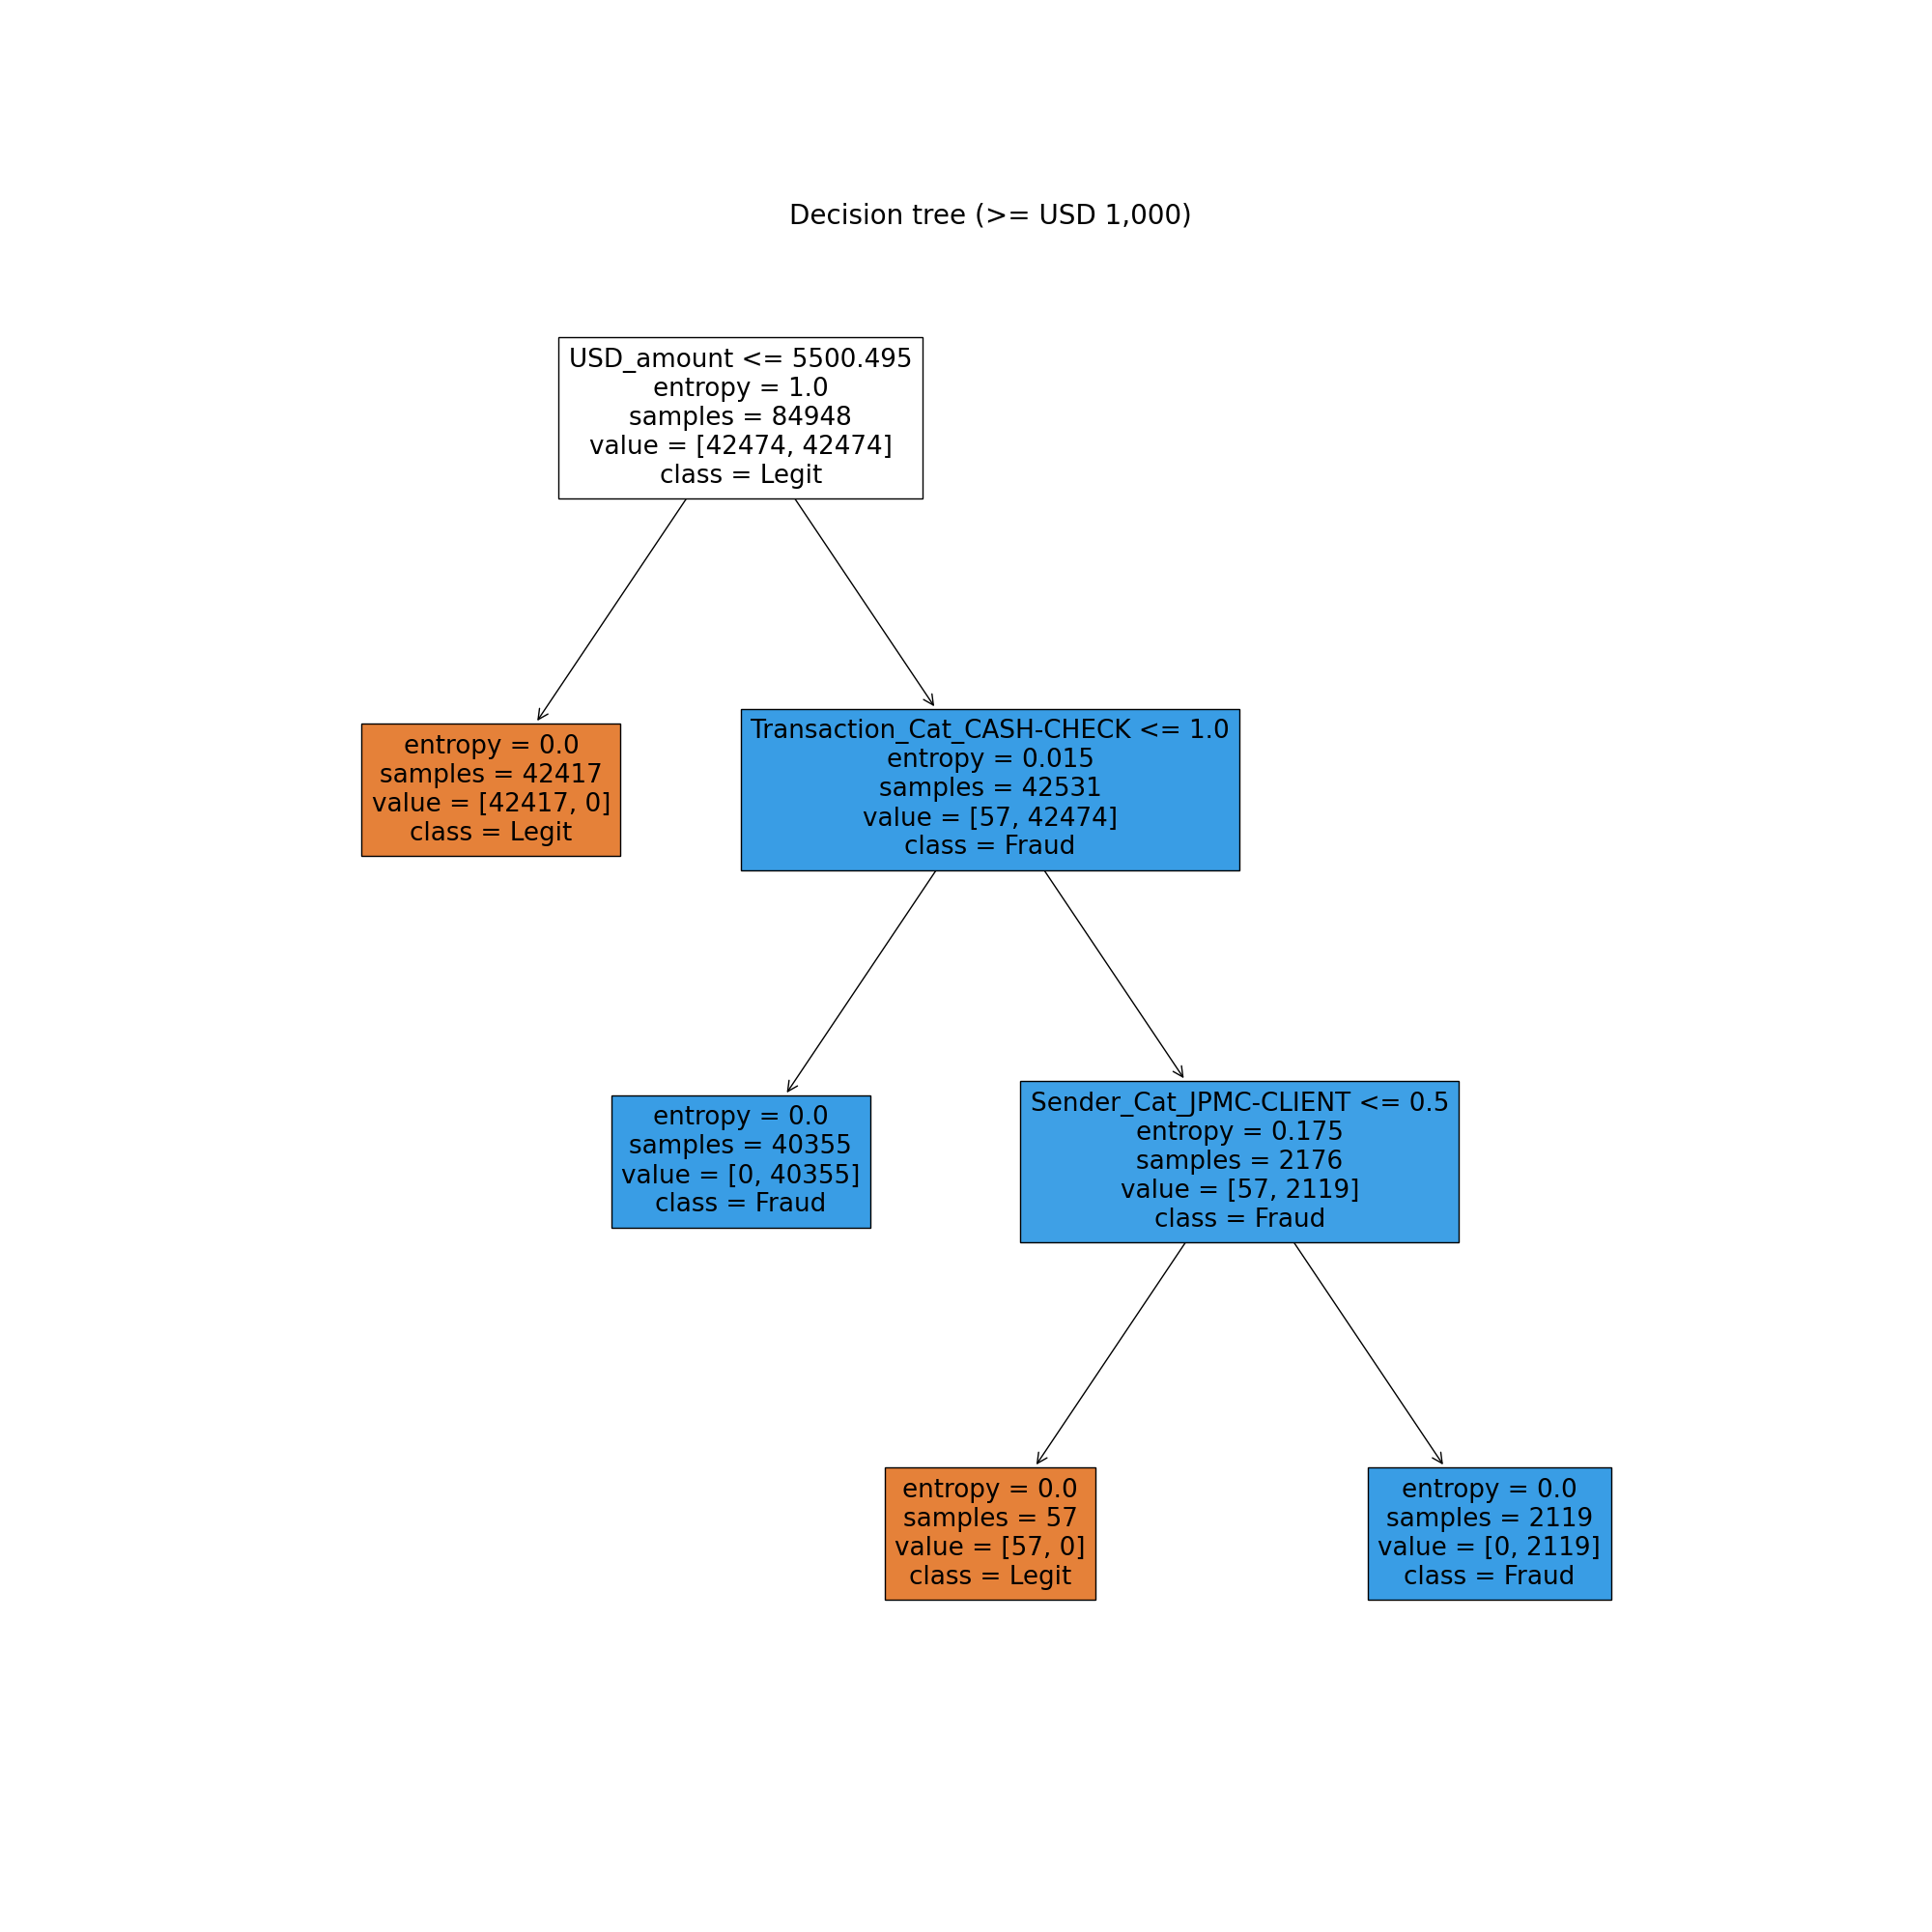 Decision tree (>= USD 1,000)
USD_amount <= 5500.495
entropy = 1.0
samples = 84948
value = [42474, 42474]
class = Legit
entropy = 0.0
samples = 42417
value = [42417, 0]
class = Legit
Transaction_Cat_CASH-CHECK <= 1.0
entropy = 0.015
samples = 42531
value = [57, 42474]
class = Fraud
entropy = 0.0
samples = 40355
value = [0, 40355]
class = Fraud
Sender_Cat_JPMC-CLIENT <= 0.5
entropy = 0.175
samples = 2176
value = [57, 2119]
class = Fraud
entropy = 0.0
samples = 57
value = [57, 0]
class = Legit
entropy = 0.0
samples = 2119
value = [0, 2119]
class = Fraud